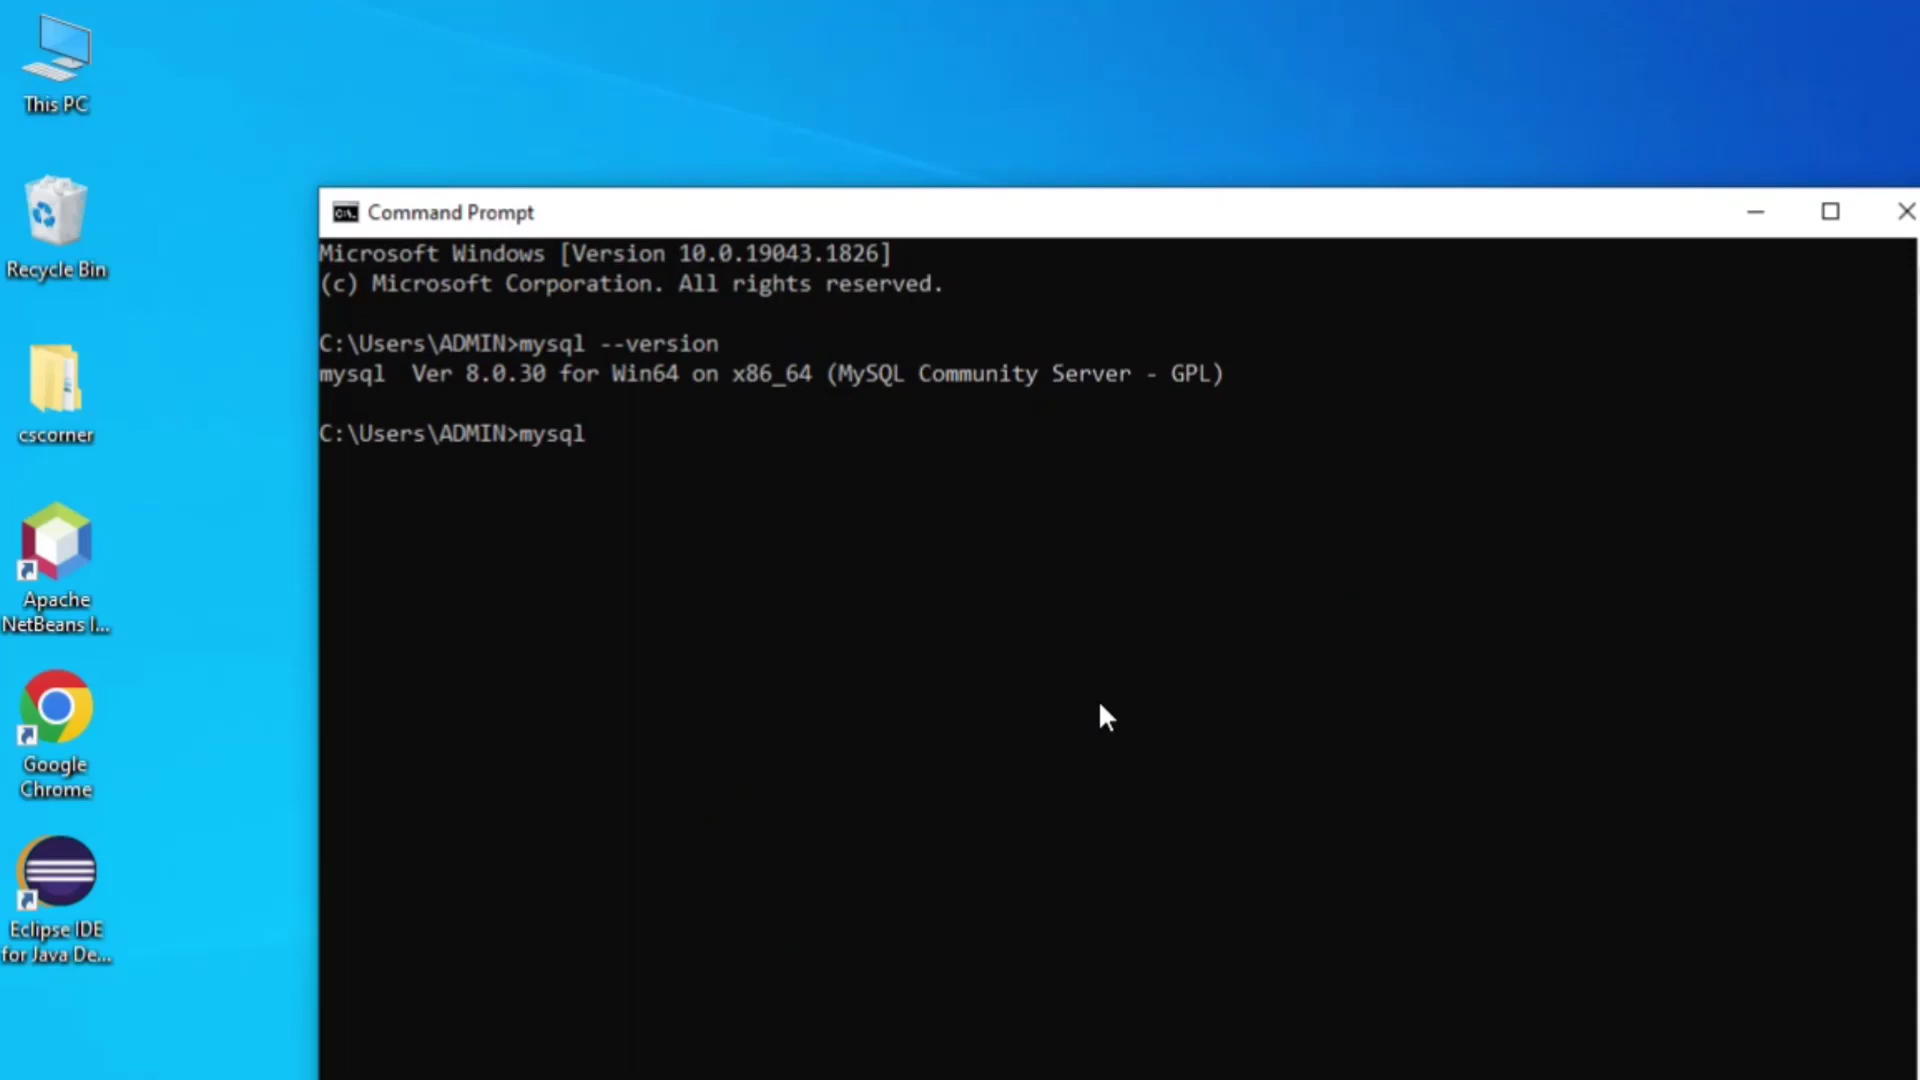 This PC
Recycle Bin
cscorner
Apache
NetBeans I...
Google
Chrome
Eclipse IDE
for Java De...
Command Prompt
Microsoft Windows [Version 10.0.19043.1826]
(c) Microsoft Corporation. All rights reserved.
C:\Users\ADMIN>mysql --version
mysql  Ver 8.0.30 for Win64 on x86_64 (MySQL Community Server - GPL)
C:\Users\ADMIN>mysql